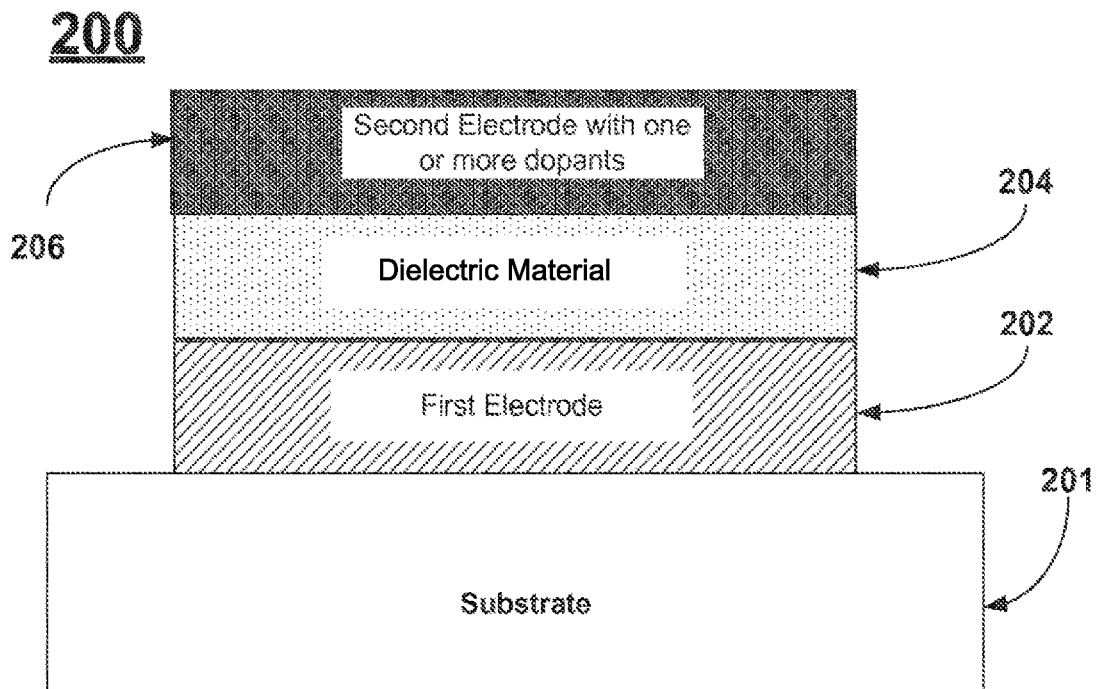 200
Second Electrode with one
or more dopants
204
206
Dielectric Material
202
First Electrode
201
Substrate